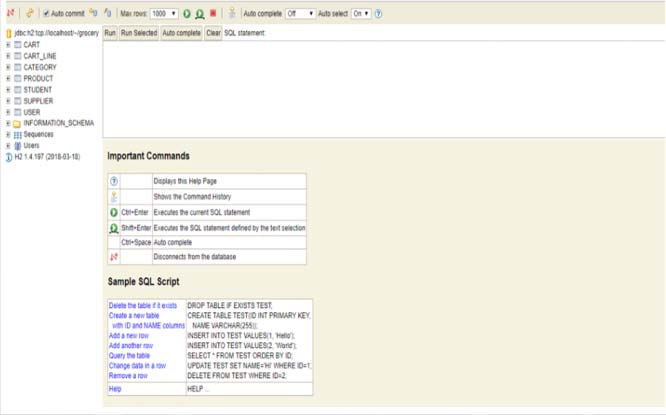 Auto commit Max rows: 1000 Auto complete Off Auto select On
jdbc:h2:tcp://localhost/~/grocery
CART
CART_LINE
CATEGORY
PRODUCT
STUDENT
SUPPLIER
USER
INFORMATION_SCHEMA
Sequences
Users
H2 1.4.197 (2018-03-18)
Run Run Selected Auto complete Clear SQL statement:
Important Commands
Displays this Help Page
Shows the Command History
Ctrl+Enter Executes the current SQL statement
Shift+Enter Executes the SQL statement defined by the text selection
Ctrl+Space Auto complete
Disconnects from the database
Sample SQL Script
Delete the table if it exists DROP TABLE IF EXISTS TEST;
Create a new table CREATE TABLE TEST(ID INT PRIMARY KEY,
with ID and NAME columns NAME VARCHAR(255));
Add a new row INSERT INTO TEST VALUES(1, 'Hello');
Add another row INSERT INTO TEST VALUES(2, 'World');
Query the table SELECT * FROM TEST ORDER BY ID;
Change data in a row UPDATE TEST SET NAME='Hi' WHERE ID=1;
Remove a row DELETE FROM TEST WHERE ID=2;
Help HELP ...